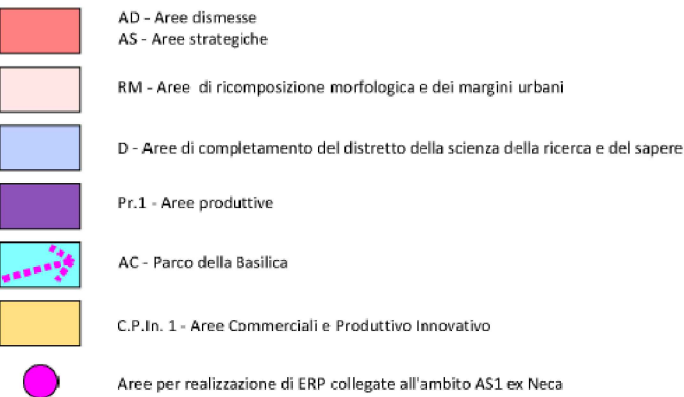 AD - Aree dismesse
AS - Aree strategiche
RM - Aree di ricomposizione morfologica e dei margini urbani
D - Aree di completamento del distretto della scienza della ricerca e del sapere
Pr.1 - Aree produttive
AC - Parco della Basilica
C.P.In. 1 - Aree Commerciali e Produttivo Innovativo
Aree per realizzazione di ERP collegate all'ambito AS1 ex Neca